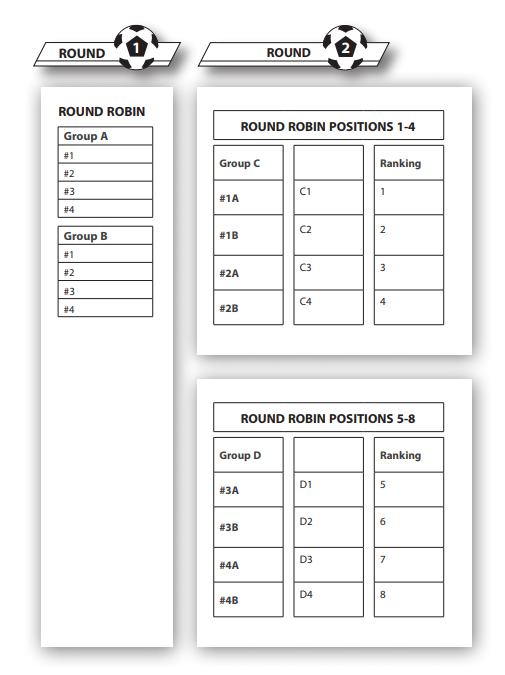 ROUND 1
ROUND 2
ROUND ROBIN
Group A
#1
#2
#3
#4
Group B
#1
#2
#3
#4
ROUND ROBIN POSITIONS 1-4
Group C Ranking
#1A C1 1
#1B C2 2
#2A C3 3
#2B C4 4
ROUND ROBIN POSITIONS 5-8
Group D Ranking
#3A D1 5
#3B D2 6
#4A D3 7
#4B D4 8